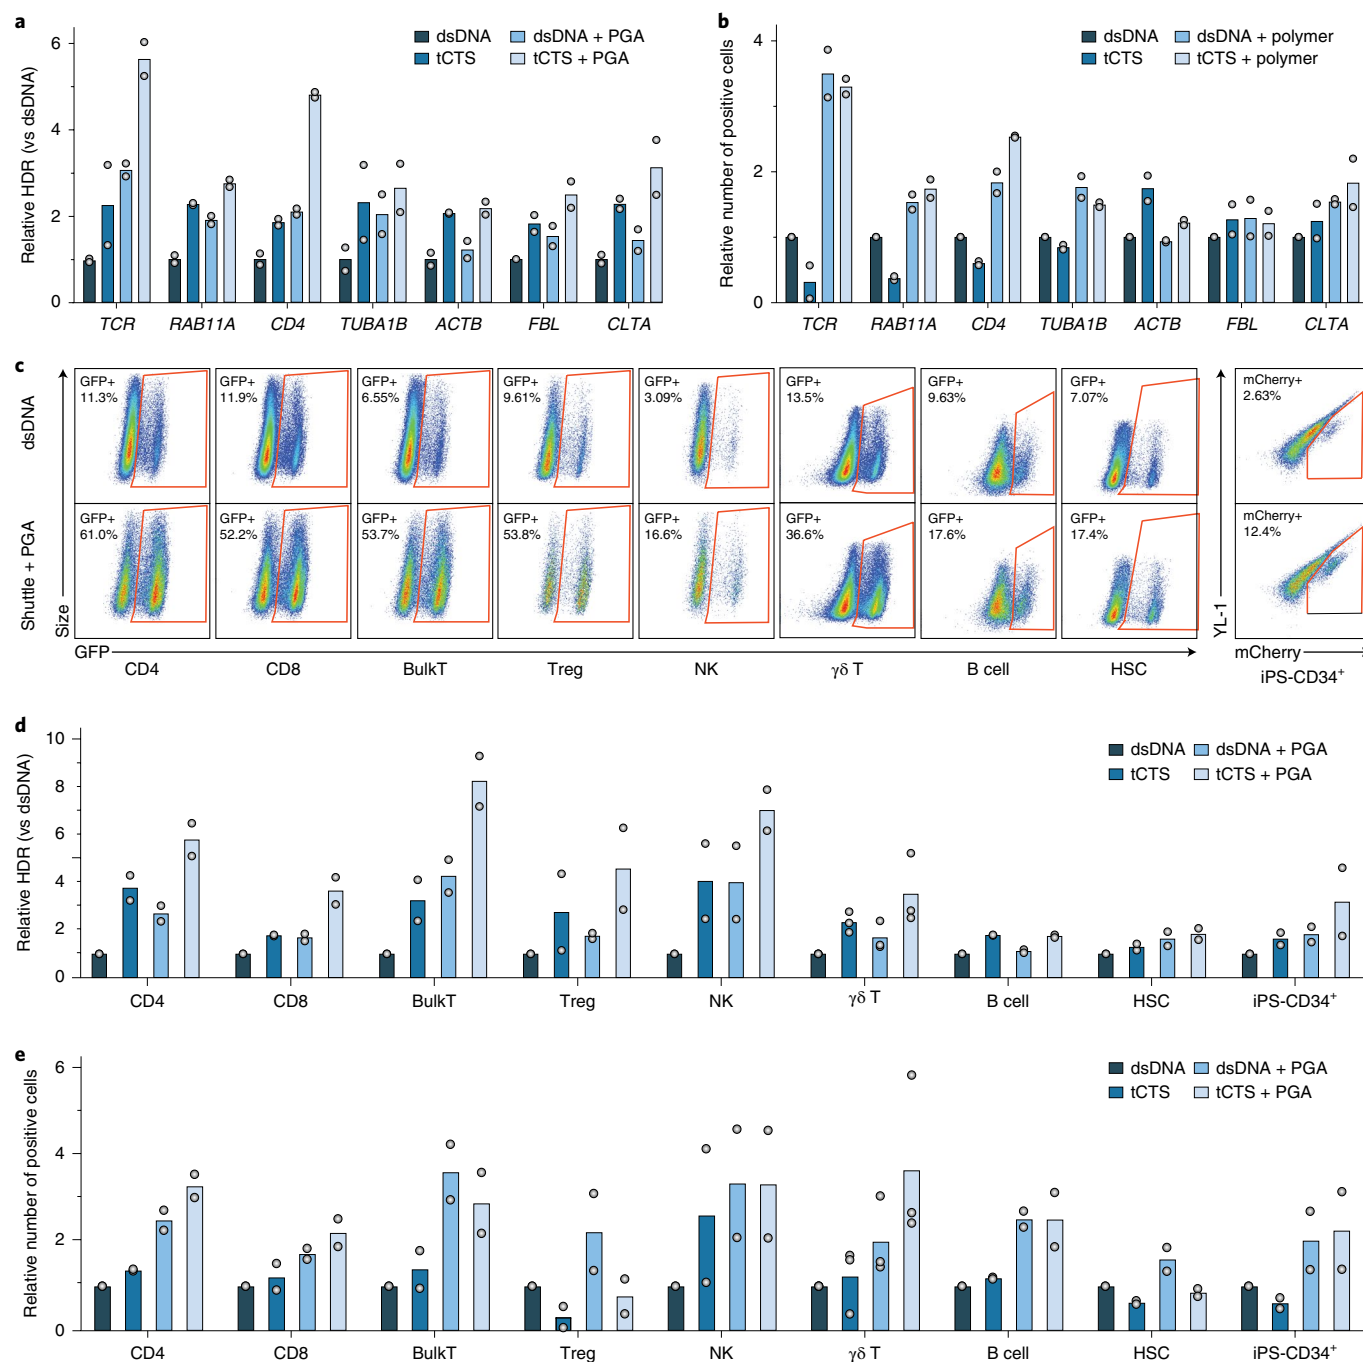 a
Relative HDR (vs dsDNA)
dsDNA
tCTS
dsDNA + PGA
tCTS + PGA
6
4
2
0
TCR
RAB11A
CD4
TUBA1B
ACTB
FBL
CLTA
b
Relative number of positive cells
dsDNA
tCTS
dsDNA + polymer
tCTS + polymer
4
2
0
TCR
RAB11A
CD4
TUBA1B
ACTB
FBL
CLTA
c
dsDNA
GFP+
11.3%
GFP+
11.9%
GFP+
6.55%
GFP+
9.61%
GFP+
3.09%
GFP+
13.5%
GFP+
9.63%
GFP+
7.07%
mCherry+
2.63%
Shuttle + PGA
Size
GFP+
61.0%
GFP+
52.2%
GFP+
53.7%
GFP+
53.8%
GFP+
16.6%
GFP+
36.6%
GFP+
17.6%
GFP+
17.4%
YL-1
mCherry+
12.4%
GFP
mCherry
CD4
CD8
BulkT
Treg
NK
γδ T
B cell
HSC
iPS-CD34+
d
Relative HDR (vs dsDNA)
dsDNA
tCTS
dsDNA + PGA
tCTS + PGA
10
8
6
4
2
0
CD4
CD8
BulkT
Treg
NK
γδ T
B cell
HSC
iPS-CD34+
e
Relative number of positive cells
dsDNA
tCTS
dsDNA + PGA
tCTS + PGA
6
4
2
0
CD4
CD8
BulkT
Treg
NK
γδ T
B cell
HSC
iPS-CD34+